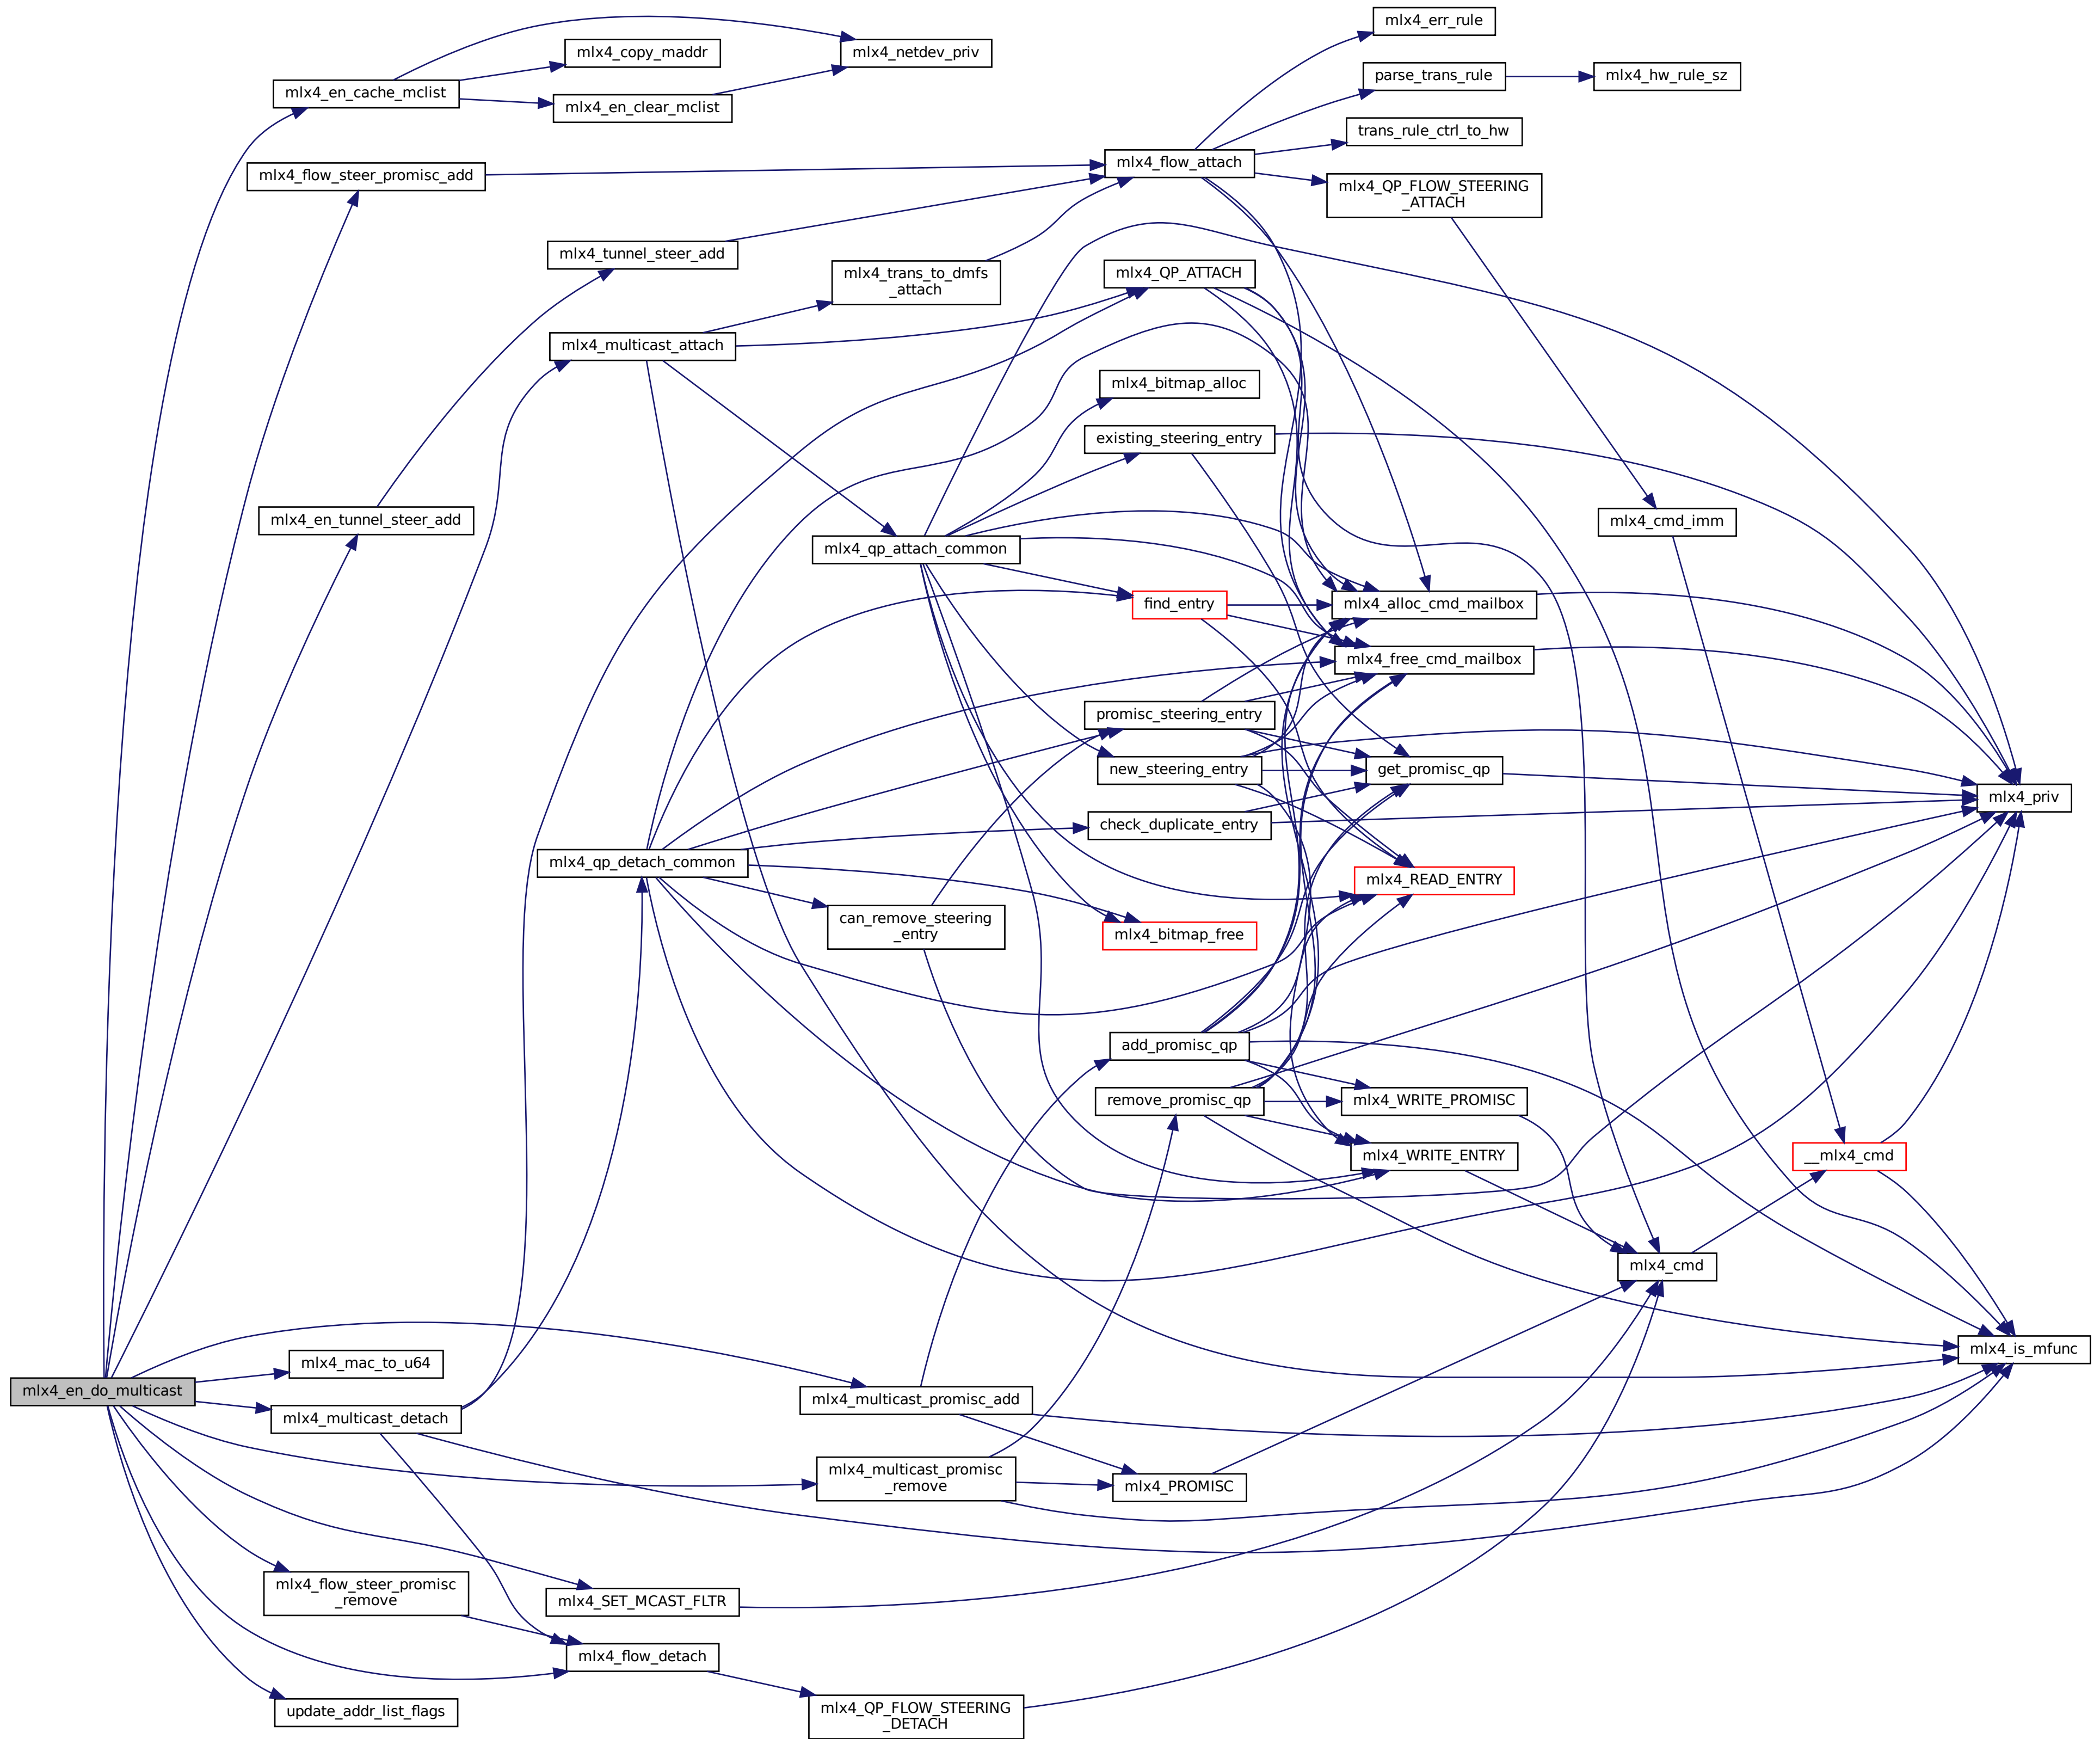 mlx4_err_rule
mlx4_copy_maddr
mlx4_netdev_priv
parse_trans_rule
mlx4_hw_rule_sz
mlx4_en_cache_mclist
mlx4_en_clear_mclist
trans_rule_ctrl_to_hw
mlx4_flow_attach
mlx4_flow_steer_promisc_add
mlx4_QP_FLOW_STEERING
_ATTACH
mlx4_tunnel_steer_add
mlx4_trans_to_dmfs
_attach
mlx4_QP_ATTACH
mlx4_multicast_attach
mlx4_bitmap_alloc
existing_steering_entry
mlx4_en_tunnel_steer_add
mlx4_cmd_imm
mlx4_qp_attach_common
find_entry
mlx4_alloc_cmd_mailbox
mlx4_free_cmd_mailbox
promisc_steering_entry
new_steering_entry
get_promisc_qp
mlx4_priv
check_duplicate_entry
mlx4_qp_detach_common
mlx4_READ_ENTRY
can_remove_steering
_entry
mlx4_bitmap_free
add_promisc_qp
remove_promisc_qp
mlx4_WRITE_PROMISC
mlx4_WRITE_ENTRY
__mlx4_cmd
mlx4_cmd
mlx4_is_mfunc
mlx4_mac_to_u64
mlx4_en_do_multicast
mlx4_multicast_promisc_add
mlx4_multicast_detach
mlx4_multicast_promisc
_remove
mlx4_PROMISC
mlx4_flow_steer_promisc
_remove
mlx4_SET_MCAST_FLTR
mlx4_flow_detach
update_addr_list_flags
mlx4_QP_FLOW_STEERING
_DETACH